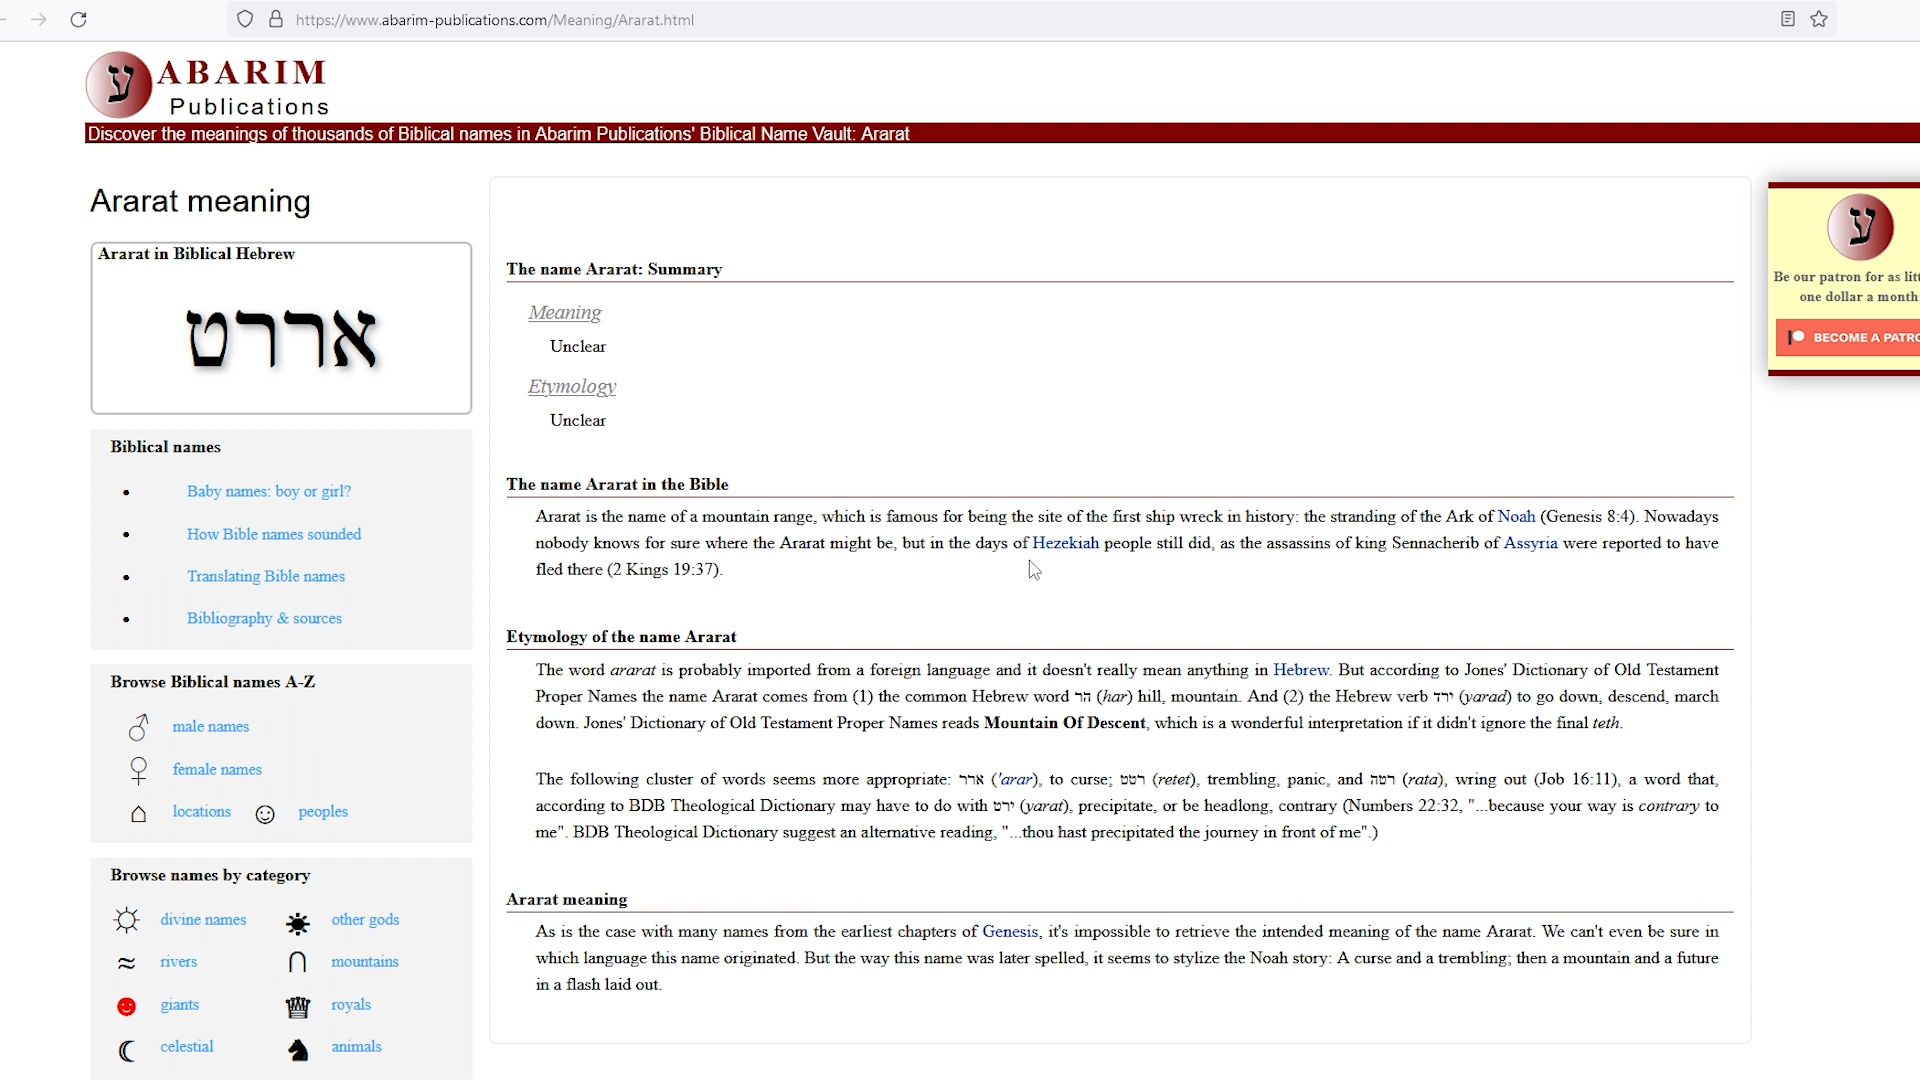 https://www.abarim-publications.com/Meaning/Ararat.html
ע ABARIM
Publications
Discover the meanings of thousands of Biblical names in Abarim Publications' Biblical Name Vault: Ararat
Ararat meaning
Ararat in Biblical Hebrew
אררט
Biblical names
• Baby names: boy or girl?
• How Bible names sounded
• Translating Bible names
• Bibliography & sources
Browse Biblical names A-Z
♂ male names
♀ female names
locations
peoples
Browse names by category
divine names
other gods
rivers
mountains
giants
royals
celestial
animals
The name Ararat: Summary
Meaning
Unclear
Etymology
Unclear
The name Ararat in the Bible
Ararat is the name of a mountain range, which is famous for being the site of the first ship wreck in history: the stranding of the Ark of Noah (Genesis 8:4). Nowadays
nobody knows for sure where the Ararat might be, but in the days of Hezekiah people still did, as the assassins of king Sennacherib of Assyria were reported to have
fled there (2 Kings 19:37).
Etymology of the name Ararat
The word ararat is probably imported from a foreign language and it doesn't really mean anything in Hebrew. But according to Jones' Dictionary of Old Testament
Proper Names the name Ararat comes from (1) the common Hebrew word הר (har) hill, mountain. And (2) the Hebrew verb ירד (yarad) to go down, descend, march
down. Jones' Dictionary of Old Testament Proper Names reads Mountain Of Descent, which is a wonderful interpretation if it didn't ignore the final teth.
The following cluster of words seems more appropriate: ארר ('arar), to curse; רטט (retet), trembling, panic, and רטה (rata), wring out (Job 16:11), a word that,
according to BDB Theological Dictionary may have to do with ירט (yarat), precipitate, or be headlong, contrary (Numbers 22:32, "...because your way is contrary to
me". BDB Theological Dictionary suggest an alternative reading, "...thou hast precipitated the journey in front of me".)
Ararat meaning
As is the case with many names from the earliest chapters of Genesis, it's impossible to retrieve the intended meaning of the name Ararat. We can't even be sure in
which language this name originated. But the way this name was later spelled, it seems to stylize the Noah story: A curse and a trembling; then a mountain and a future
in a flash laid out.
ע
Be our patron for as litt
one dollar a month
BECOME A PATRO